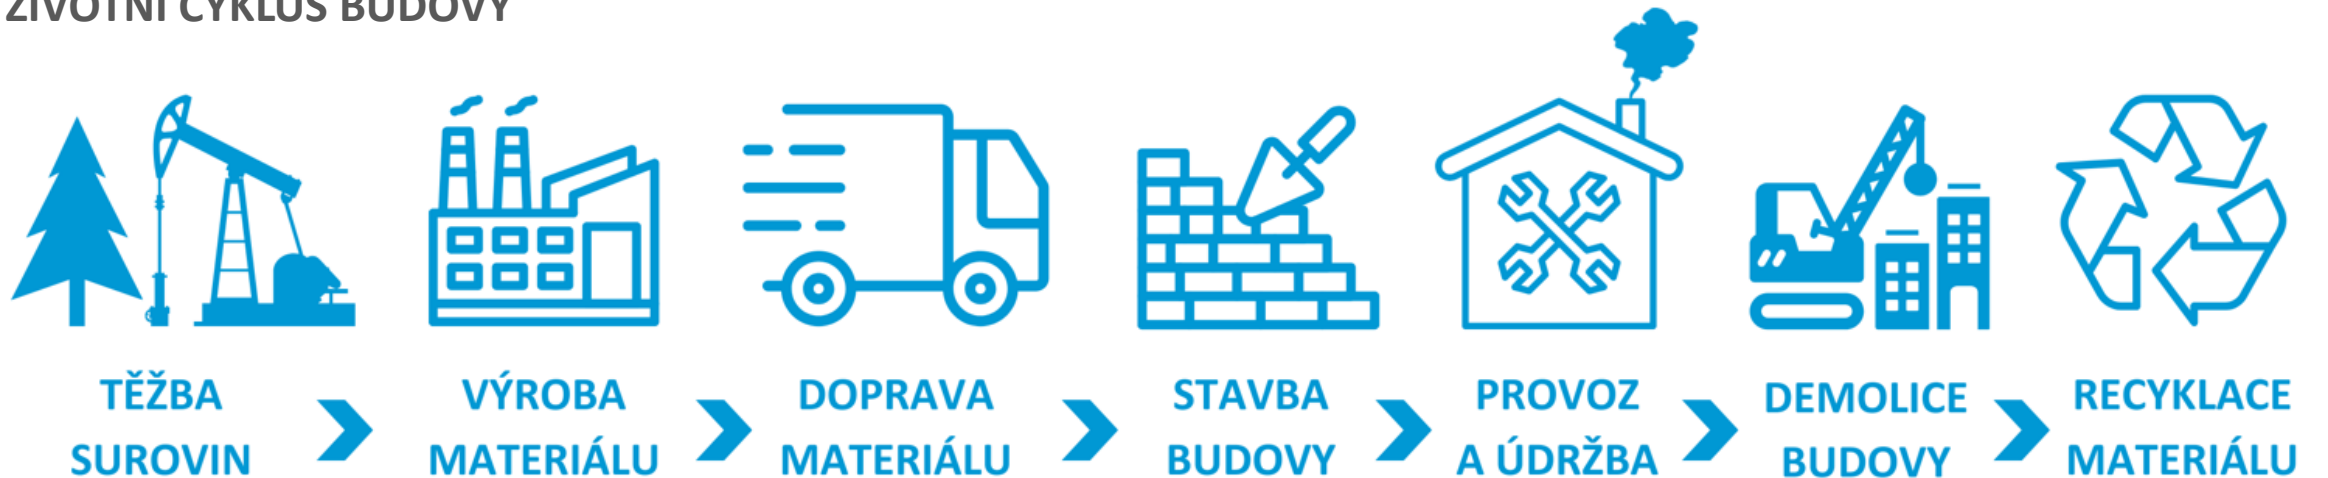 ŽIVOTNÍ CYKLUS BUDOVY
TĚŽBA
SUROVIN
VÝROBA
MATERIÁLU
DOPRAVA
MATERIÁLU
STAVBA
BUDOVY
PROVOZ
A ÚDRŽBA
DEMOLICE
BUDOVY
RECYKLACE
MATERIÁLU